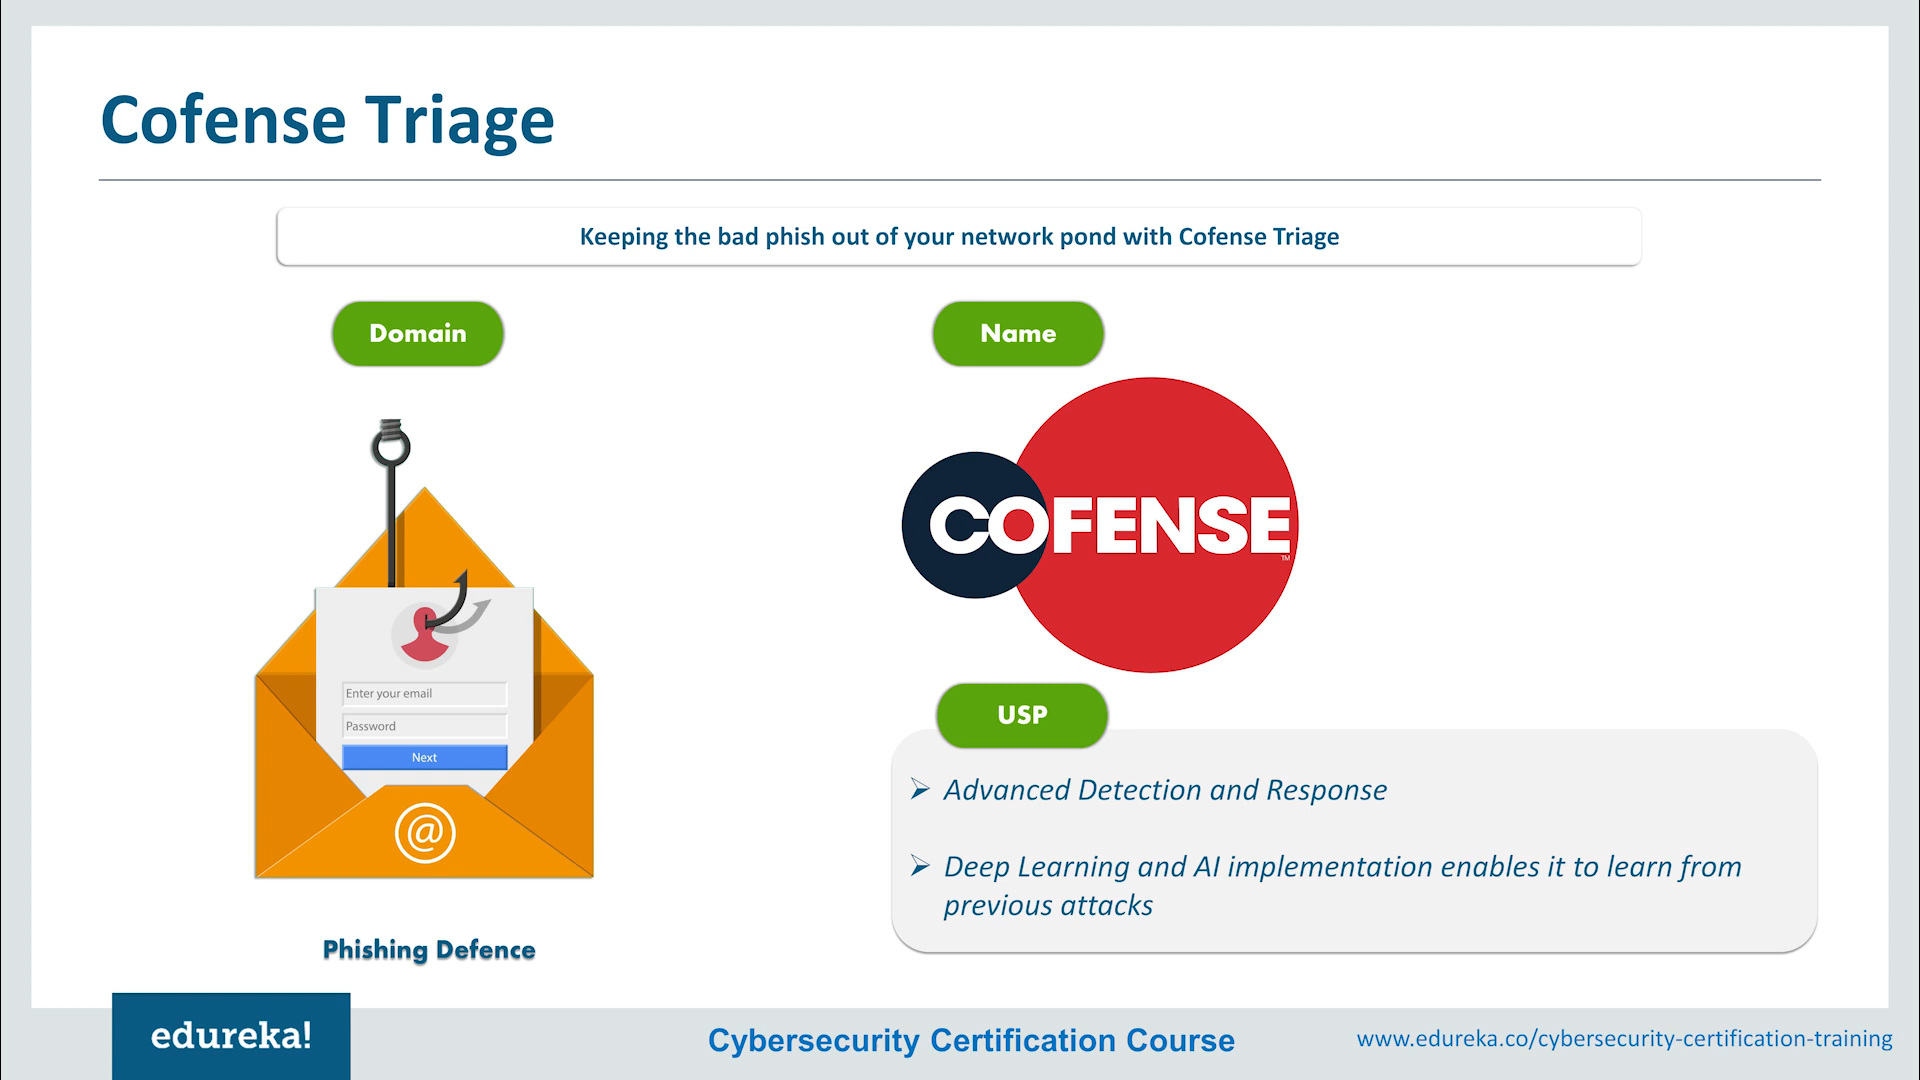 Cofense Triage
Keeping the bad phish out of your network pond with Cofense Triage
Domain
Name
Enter your email
Password
Next
@
Phishing Defence
COFENSE
TM
USP
Advanced Detection and Response
Deep Learning and AI implementation enables it to learn from
previous attacks
edureka!
Cybersecurity Certification Course
www.edureka.co/cybersecurity-certification-training